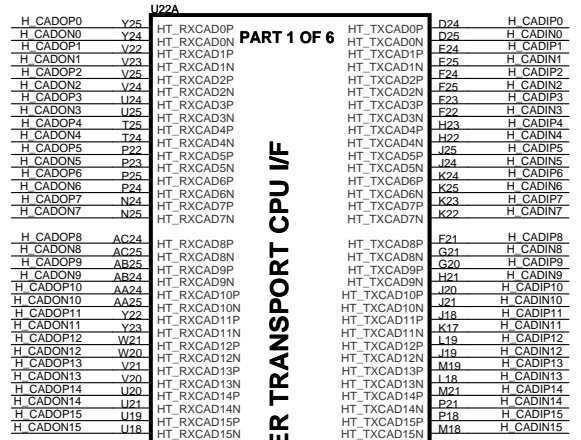 U22A
PART 1 OF 6
H_CADOP0 Y25 HT_RXCAD0P HT_TXCAD0P D24 H_CADIP0
H_CADON0 Y24 HT_RXCAD0N HT_TXCAD0N D25 H_CADIN0
H_CADOP1 V22 HT_RXCAD1P HT_TXCAD1P E24 H_CADIP1
H_CADON1 V23 HT_RXCAD1N HT_TXCAD1N E25 H_CADIN1
H_CADOP2 V25 HT_RXCAD2P HT_TXCAD2P F24 H_CADIP2
H_CADON2 V24 HT_RXCAD2N HT_TXCAD2N F25 H_CADIN2
H_CADOP3 U24 HT_RXCAD3P HT_TXCAD3P F23 H_CADIP3
H_CADON3 U25 HT_RXCAD3N HT_TXCAD3N F22 H_CADIN3
H_CADOP4 T25 HT_RXCAD4P HT_TXCAD4P H23 H_CADIP4
H_CADON4 T24 HT_RXCAD4N HT_TXCAD4N H22 H_CADIN4
H_CADOP5 P22 HT_RXCAD5P HT_TXCAD5P J25 H_CADIP5
H_CADON5 P23 HT_RXCAD5N HT_TXCAD5N J24 H_CADIN5
H_CADOP6 P25 HT_RXCAD6P HT_TXCAD6P K24 H_CADIP6
H_CADON6 P24 HT_RXCAD6N HT_TXCAD6N K25 H_CADIN6
H_CADOP7 N24 HT_RXCAD7P HT_TXCAD7P K23 H_CADIP7
H_CADON7 N25 HT_RXCAD7N HT_TXCAD7N K22 H_CADIN7
H_CADOP8 AC24 HT_RXCAD8P HT_TXCAD8P F21 H_CADIP8
H_CADON8 AC25 HT_RXCAD8N HT_TXCAD8N G21 H_CADIN8
H_CADOP9 AB25 HT_RXCAD9P HT_TXCAD9P G20 H_CADIP9
H_CADON9 AB24 HT_RXCAD9N HT_TXCAD9N H21 H_CADIN9
H_CADOP10 AA24 HT_RXCAD10P HT_TXCAD10P J20 H_CADIP10
H_CADON10 AA25 HT_RXCAD10N HT_TXCAD10N J21 H_CADIN10
H_CADOP11 Y22 HT_RXCAD11P HT_TXCAD11P J18 H_CADIP11
H_CADON11 Y23 HT_RXCAD11N HT_TXCAD11N K17 H_CADIN11
H_CADOP12 W21 HT_RXCAD12P HT_TXCAD12P L19 H_CADIP12
H_CADON12 W20 HT_RXCAD12N HT_TXCAD12N J19 H_CADIN12
H_CADOP13 V21 HT_RXCAD13P HT_TXCAD13P M19 H_CADIP13
H_CADON13 V20 HT_RXCAD13N HT_TXCAD13N L18 H_CADIN13
H_CADOP14 U20 HT_RXCAD14P HT_TXCAD14P M21 H_CADIP14
H_CADON14 U21 HT_RXCAD14N HT_TXCAD14N P21 H_CADIN14
H_CADOP15 U19 HT_RXCAD15P HT_TXCAD15P P18 H_CADIP15
H_CADON15 U18 HT_RXCAD15N HT_TXCAD15N M18 H_CADIN15
ER TRANSPORT CPU I/F